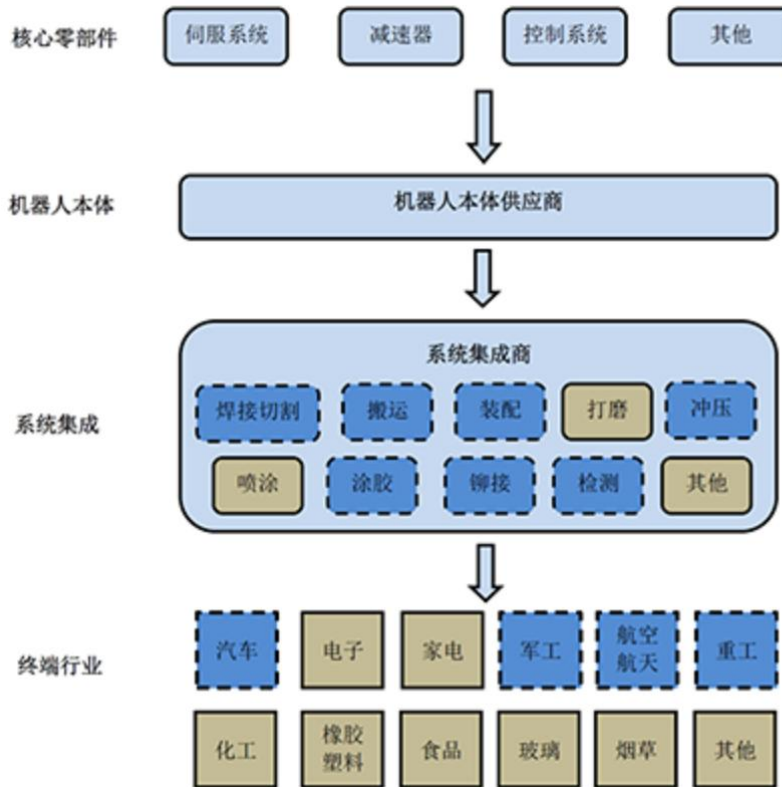 核心零部件 伺服系统 减速器 控制系统 其他
机器人本体 机器人本体供应商
系统集成商
焊接切割 搬运 装配 打磨 冲压
系统集成
喷涂 涂胶 铆接 检测 其他
航空
汽车 电子 家电 军工 航天 重工
终端行业
橡胶
化工 塑料 食品 玻璃 烟草 其他